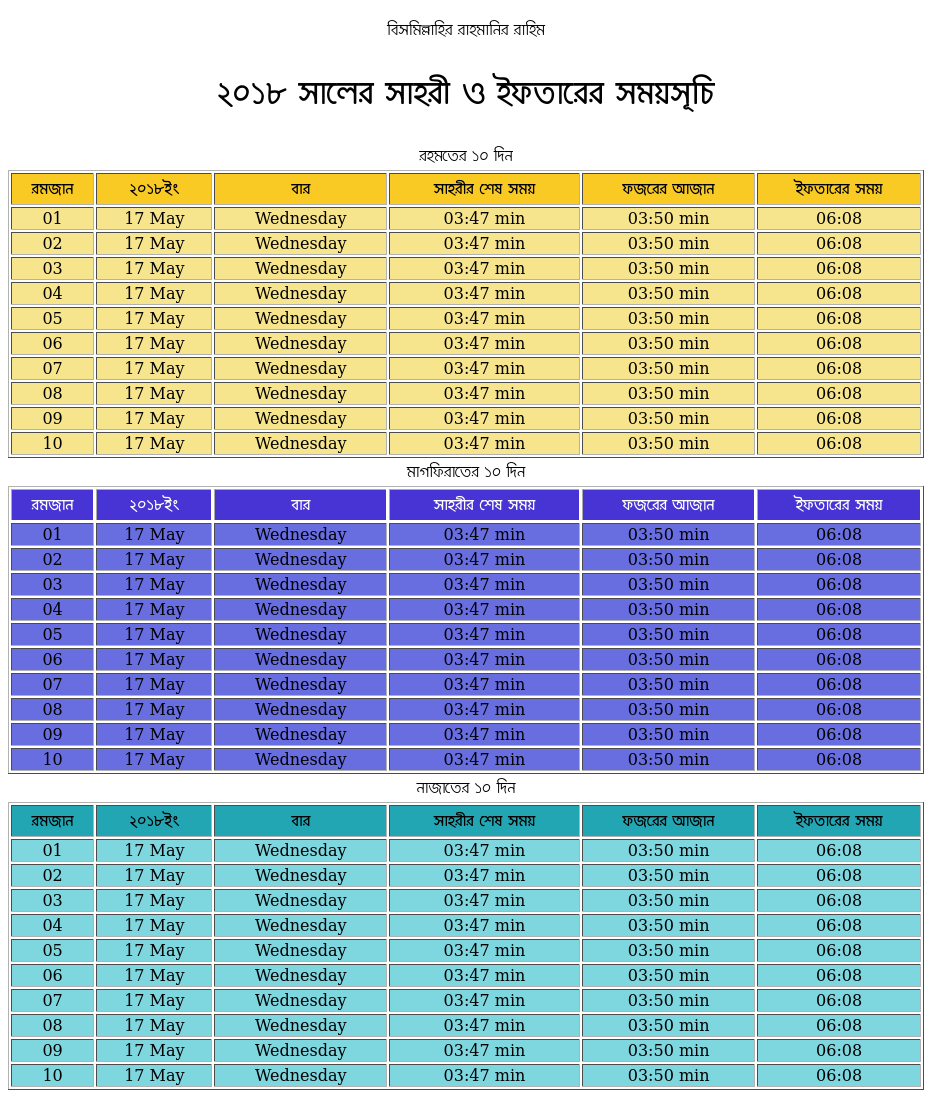 বিসমিল্লাহির রাহমানির রাহিম
২০১৮ সালের সাহরী ও ইফতারের সময়সূচি
রহমতের ১০ দিন
রমজান ২০১৮ইং বার সাহরীর শেষ সময় ফজরের আজান ইফতারের সময়
01 17 May Wednesday 03:47 min 03:50 min 06:08
02 17 May Wednesday 03:47 min 03:50 min 06:08
03 17 May Wednesday 03:47 min 03:50 min 06:08
04 17 May Wednesday 03:47 min 03:50 min 06:08
05 17 May Wednesday 03:47 min 03:50 min 06:08
06 17 May Wednesday 03:47 min 03:50 min 06:08
07 17 May Wednesday 03:47 min 03:50 min 06:08
08 17 May Wednesday 03:47 min 03:50 min 06:08
09 17 May Wednesday 03:47 min 03:50 min 06:08
10 17 May Wednesday 03:47 min 03:50 min 06:08
মাগফিরাতের ১০ দিন
রমজান ২০১৮ইং বার সাহরীর শেষ সময় ফজরের আজান ইফতারের সময়
01 17 May Wednesday 03:47 min 03:50 min 06:08
02 17 May Wednesday 03:47 min 03:50 min 06:08
03 17 May Wednesday 03:47 min 03:50 min 06:08
04 17 May Wednesday 03:47 min 03:50 min 06:08
05 17 May Wednesday 03:47 min 03:50 min 06:08
06 17 May Wednesday 03:47 min 03:50 min 06:08
07 17 May Wednesday 03:47 min 03:50 min 06:08
08 17 May Wednesday 03:47 min 03:50 min 06:08
09 17 May Wednesday 03:47 min 03:50 min 06:08
10 17 May Wednesday 03:47 min 03:50 min 06:08
নাজাতের ১০ দিন
রমজান ২০১৮ইং বার সাহরীর শেষ সময় ফজরের আজান ইফতারের সময়
01 17 May Wednesday 03:47 min 03:50 min 06:08
02 17 May Wednesday 03:47 min 03:50 min 06:08
03 17 May Wednesday 03:47 min 03:50 min 06:08
04 17 May Wednesday 03:47 min 03:50 min 06:08
05 17 May Wednesday 03:47 min 03:50 min 06:08
06 17 May Wednesday 03:47 min 03:50 min 06:08
07 17 May Wednesday 03:47 min 03:50 min 06:08
08 17 May Wednesday 03:47 min 03:50 min 06:08
09 17 May Wednesday 03:47 min 03:50 min 06:08
10 17 May Wednesday 03:47 min 03:50 min 06:08